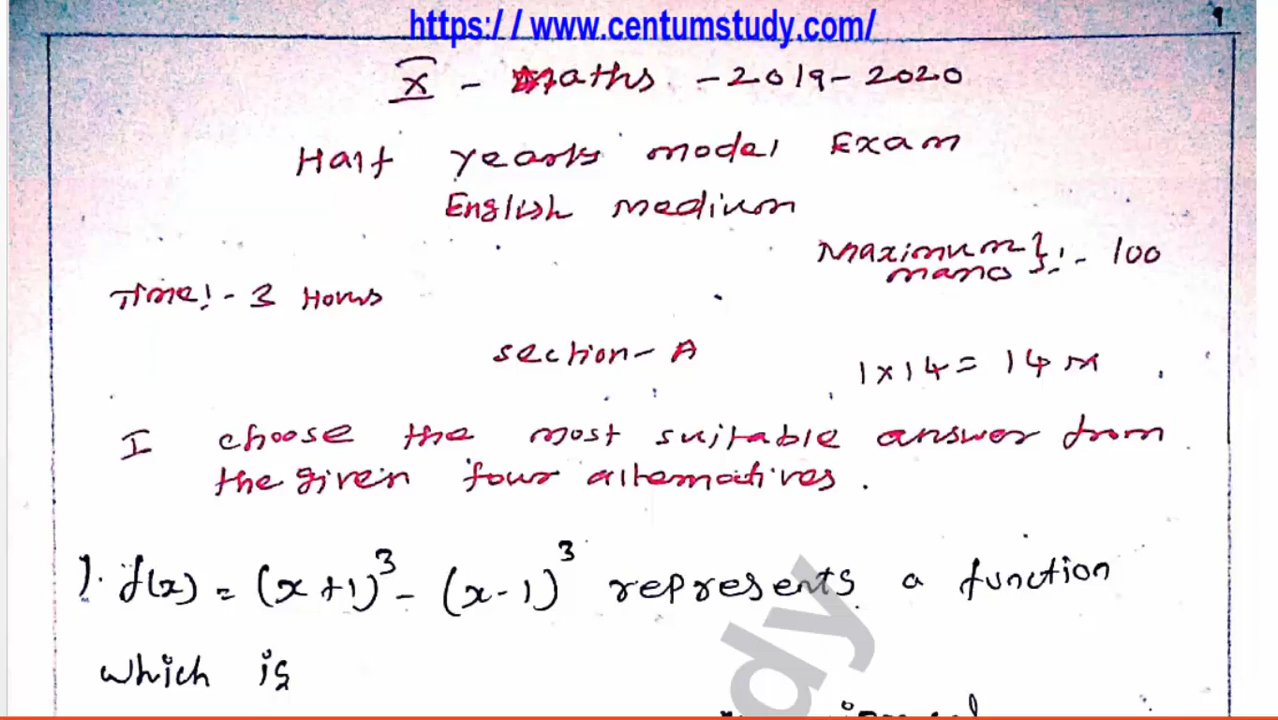 https://www.centumstudy.com/
9
X - Maths - 2019 - 2020
Half yearly model Exam
English medium
Maximum } :- 100
marks
Time :- 3 Hours
section - A
1 x 14 = 14 M
I choose the most suitable answer from
the given four alternatives.
1. f(x) = (x+1)³ - (x-1)³ represents a function
which is
dy